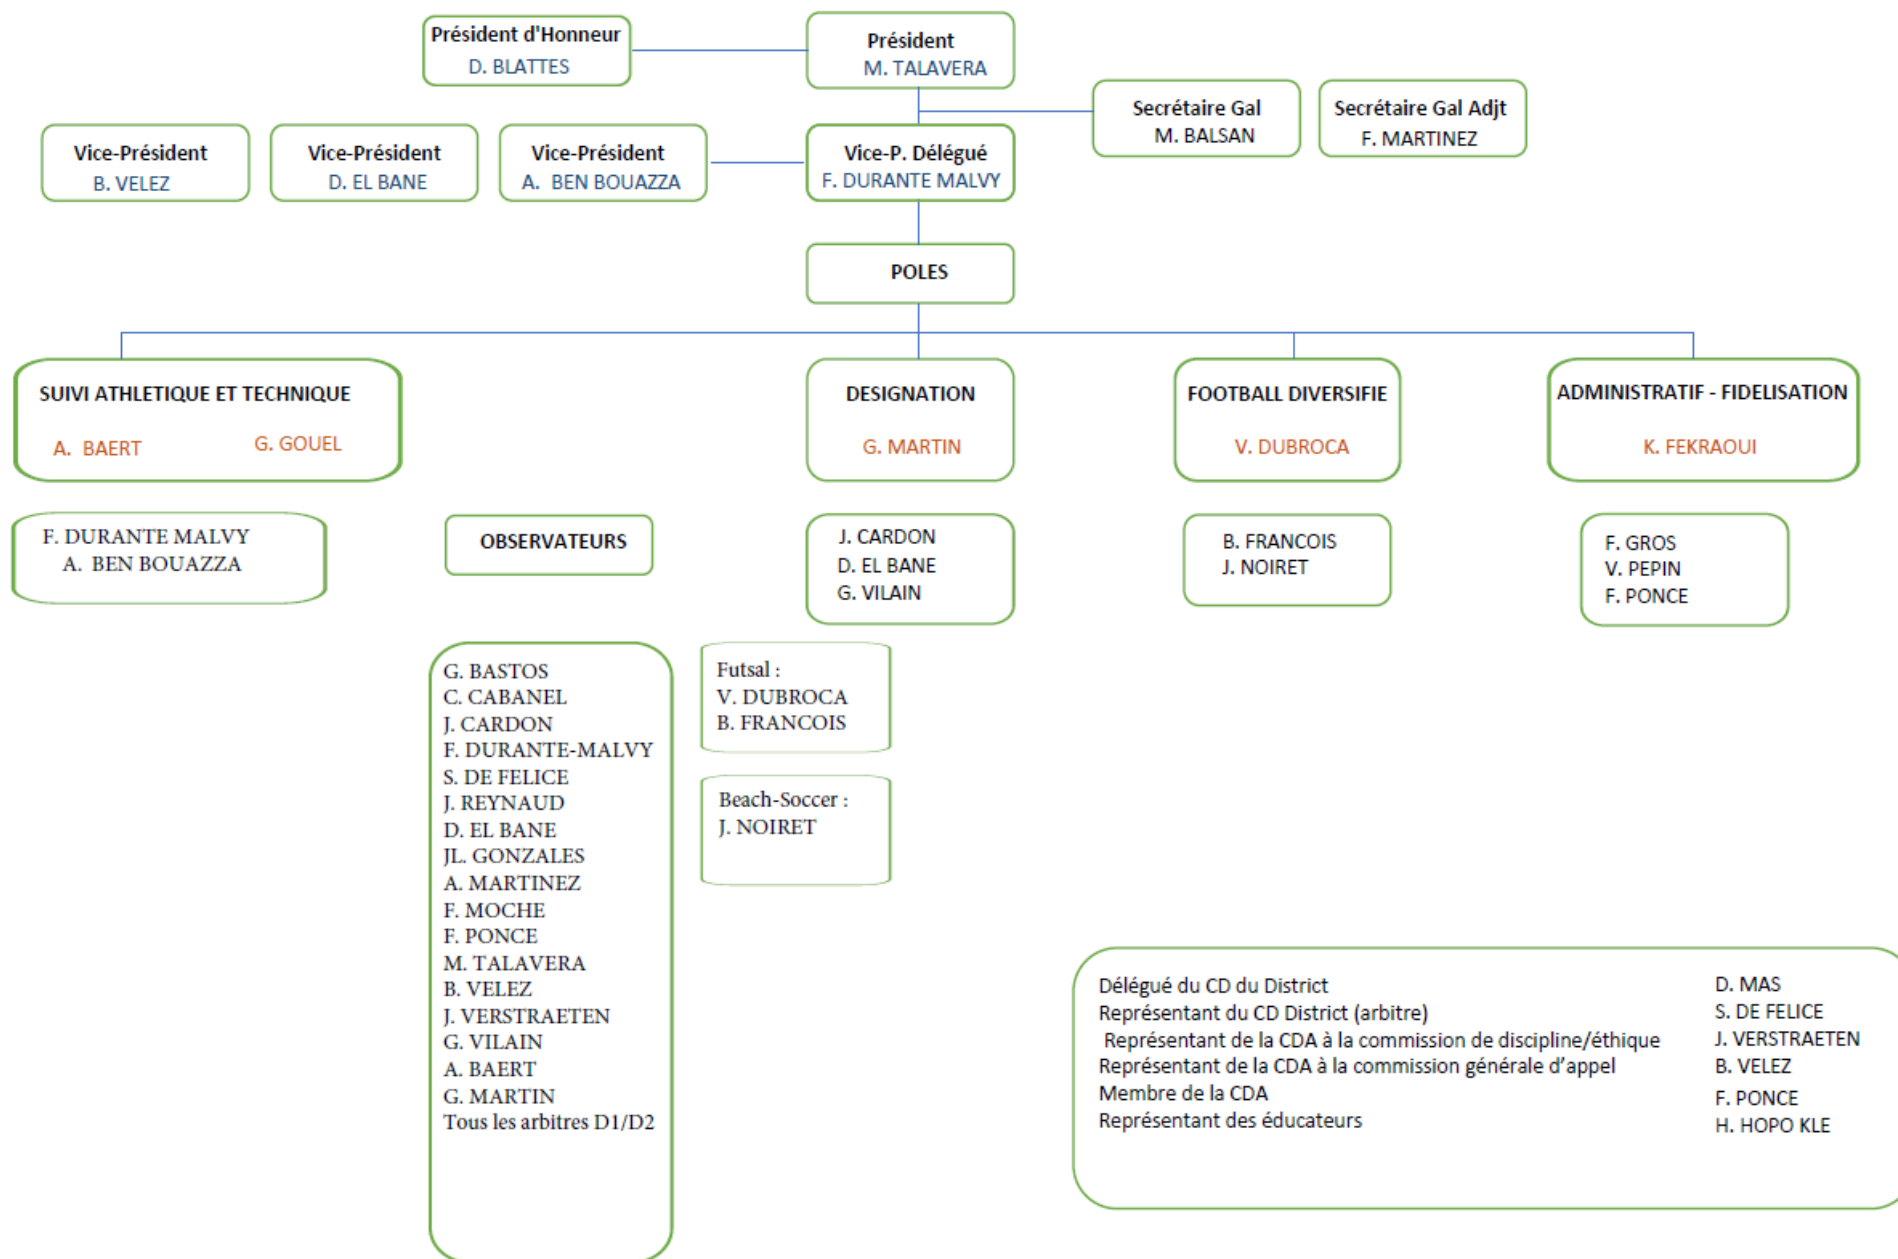 Président d'Honneur
D. BLATTES
Président
M. TALAVERA
Secrétaire Gal
M. BALSAN
Secrétaire Gal Adjt
F. MARTINEZ
Vice-Président
B. VELEZ
Vice-Président
D. EL BANE
Vice-Président
A. BEN BOUAZZA
Vice-P. Délégué
F. DURANTE MALVY
POLES
SUIVI ATHLETIQUE ET TECHNIQUE
A. BAERT G. GOUEL
DESIGNATION
G. MARTIN
FOOTBALL DIVERSIFIE
V. DUBROCA
ADMINISTRATIF - FIDELISATION
K. FEKRAOUI
F. DURANTE MALVY
A. BEN BOUAZZA
OBSERVATEURS
J. CARDON
D. EL BANE
G. VILAIN
B. FRANCOIS
J. NOIRET
F. GROS
V. PEPIN
F. PONCE
G. BASTOS
C. CABANEL
J. CARDON
F. DURANTE-MALVY
S. DE FELICE
J. REYNAUD
D. EL BANE
JL. GONZALES
A. MARTINEZ
F. MOCHE
F. PONCE
M. TALAVERA
B. VELEZ
J. VERSTRAETEN
G. VILAIN
A. BAERT
G. MARTIN
Tous les arbitres D1/D2
Futsal :
V. DUBROCA
B. FRANCOIS
Beach-Soccer :
J. NOIRET
Délégué du CD du District D. MAS
Représentant du CD District (arbitre) S. DE FELICE
Représentant de la CDA à la commission de discipline/éthique J. VERSTRAETEN
Représentant de la CDA à la commission générale d’appel B. VELEZ
Membre de la CDA F. PONCE
Représentant des éducateurs H. HOPO KLE